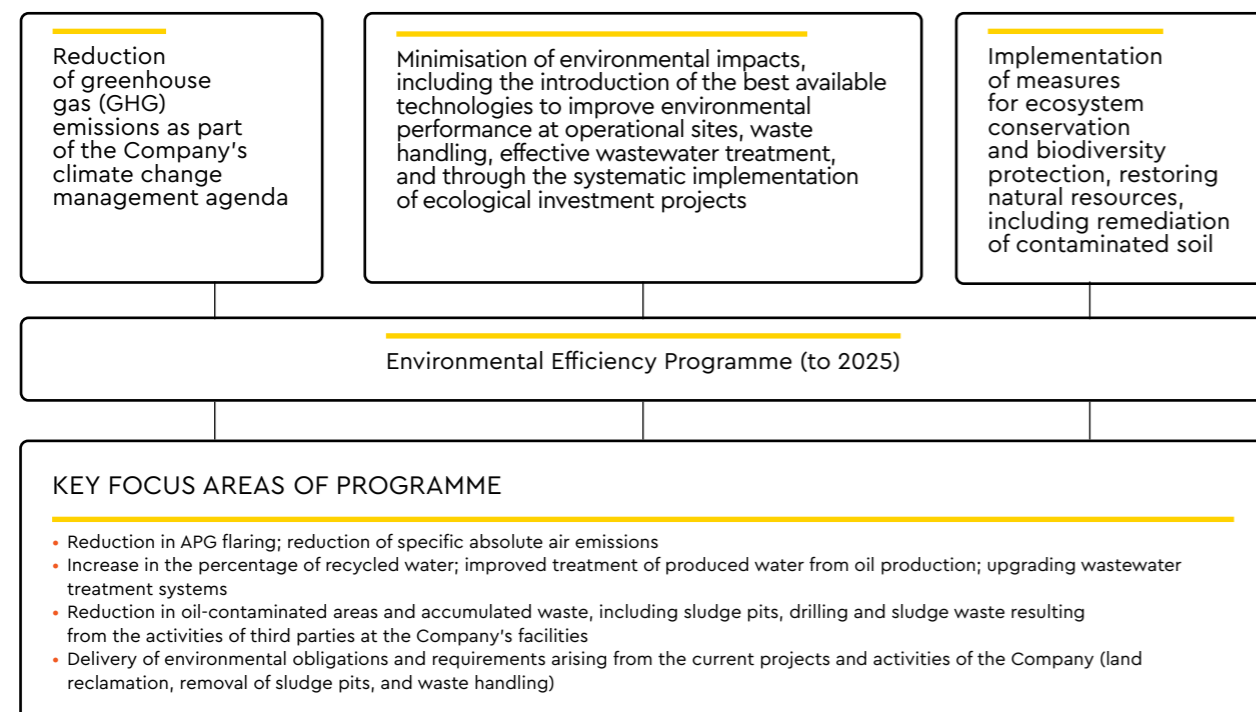 Reduction
of greenhouse
gas (GHG)
emissions as part
of the Company's
climate change
management agenda
Minimisation of environmental impacts,
including the introduction of the best available
technologies to improve environmental
performance at operational sites, waste
handling, effective wastewater treatment,
and through the systematic implementation
of ecological investment projects
Implementation
of measures
for ecosystem
conservation
and biodiversity
protection, restoring
natural resources,
including remediation
of contaminated soil
Environmental Efficiency Programme (to 2025)
KEY FOCUS AREAS OF PROGRAMME
• Reduction in APG flaring; reduction of specific absolute air emissions
• Increase in the percentage of recycled water; improved treatment of produced water from oil production; upgrading wastewater
treatment systems
• Reduction in oil-contaminated areas and accumulated waste, including sludge pits, drilling and sludge waste resulting
from the activities of third parties at the Company's facilities
• Delivery of environmental obligations and requirements arising from the current projects and activities of the Company (land
reclamation, removal of sludge pits, and waste handling)